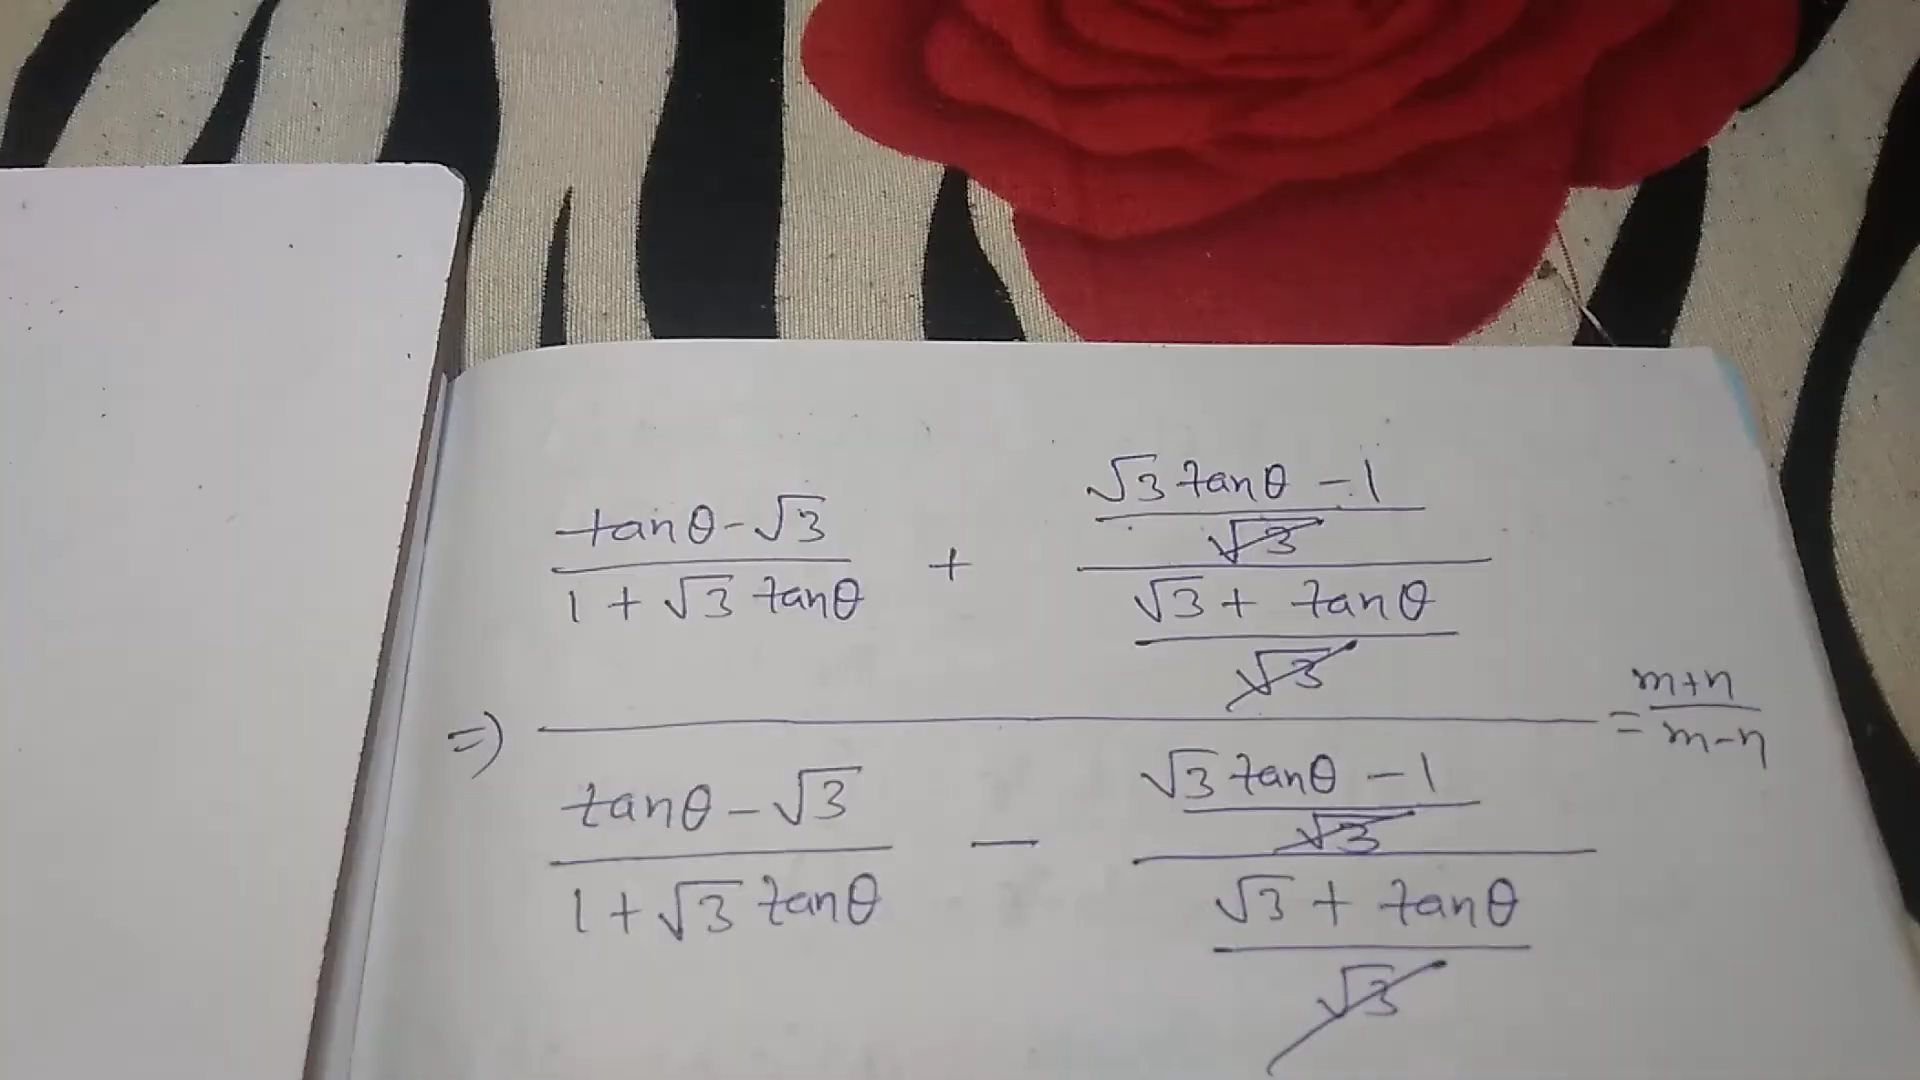 tanθ-√3 / 1+√3 tanθ + (√3 tanθ -1 / √3) / (√3 + tanθ / √3)
=) ――― = m+n / m-n
tanθ-√3 / 1+√3 tanθ - (√3 tanθ -1 / √3) / (√3 + tanθ / √3)